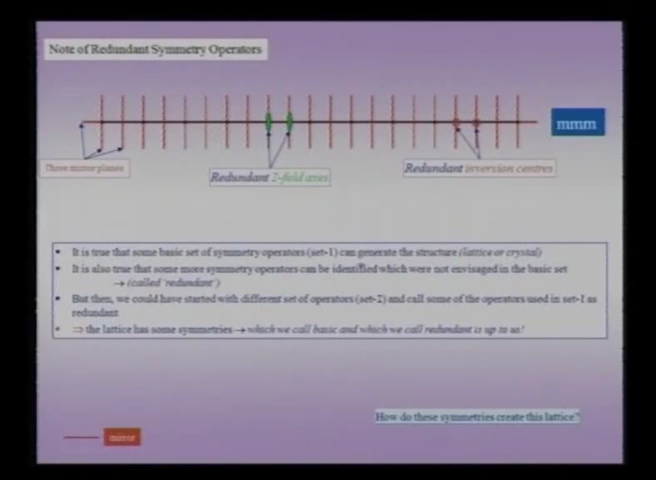 Note of Redundant Symmetry Operators
mmm
Three mirror planes
Redundant 2-fold axes
Redundant inversion centres
It is true that some basic set of symmetry operators (set-1) can generate the structure (lattice or crystal)
It is also true that some more symmetry operators can be identified which were not envisaged in the basic set
→ (called 'redundant')
But then, we could have started with different set of operators (set-2) and call some of the operators used in set-1 as
redundant
⇒ the lattice has some symmetries → which we call basic and which we call redundant is up to us!
How do these symmetries create this lattice?
mirror